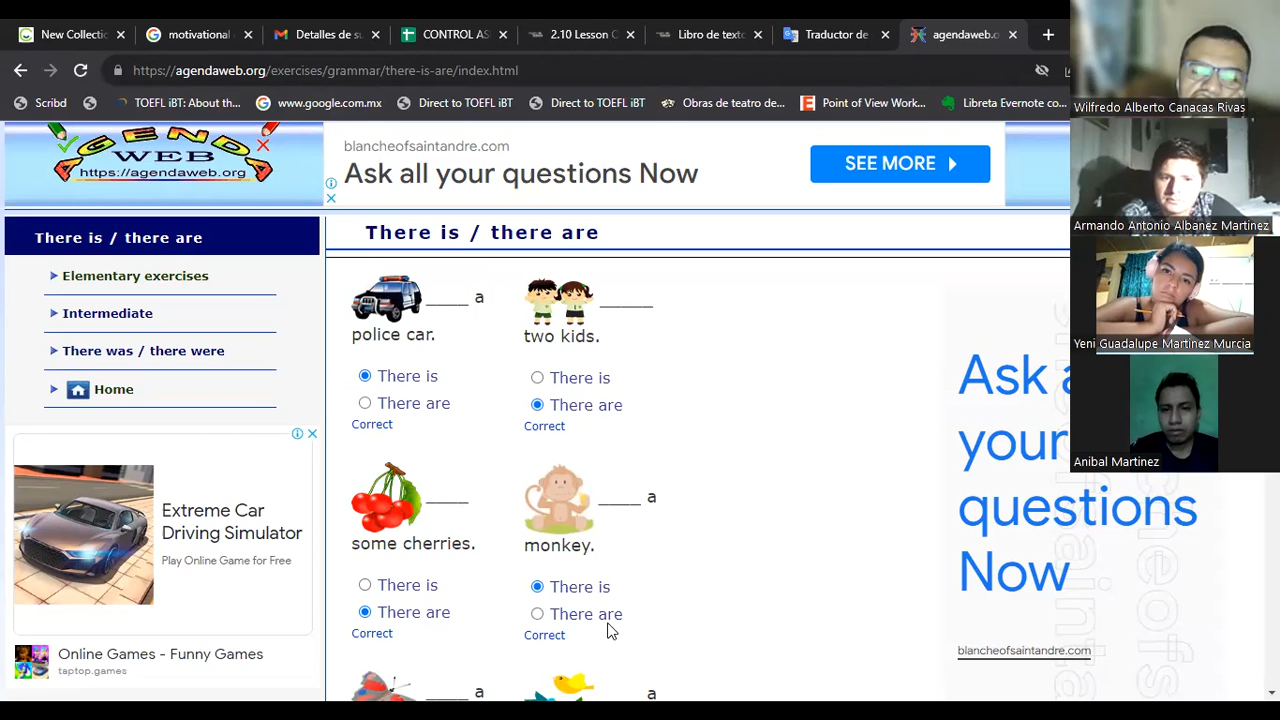 New Collecti
motivational
Detalles de su
CONTROL AS
2.10 Lesson C
Libro de texto
Traductor de
agendaweb.o
https://agendaweb.org/exercises/grammar/there-is-are/index.html
Scribd
TOEFL iBT: About th...
www.google.com.mx
Direct to TOEFL iBT
Direct to TOEFL iBT
Obras de teatro de...
Point of View Work...
Libreta Evernote co...
AGENDA
WEB
https://agendaweb.org
blancheofsaintandre.com
Ask all your questions Now
SEE MORE
There is / there are
Elementary exercises
Intermediate
There was / there were
Home
Extreme Car
Driving Simulator
Play Online Game for Free
Online Games - Funny Games
taptop.games
There is / there are
_____ a
police car.
There is
There are
Correct
______
two kids.
There is
There are
Correct
_____
some cherries.
There is
There are
Correct
_____ a
monkey.
There is
There are
Correct
_____ a
a
Ask a
your
questions
Now
blancheofsaintandre.com
Wilfredo Alberto Canacas Rivas
Armando Antonio Albanez Martinez
Yeni Guadalupe Martinez Murcia
Anibal Martinez